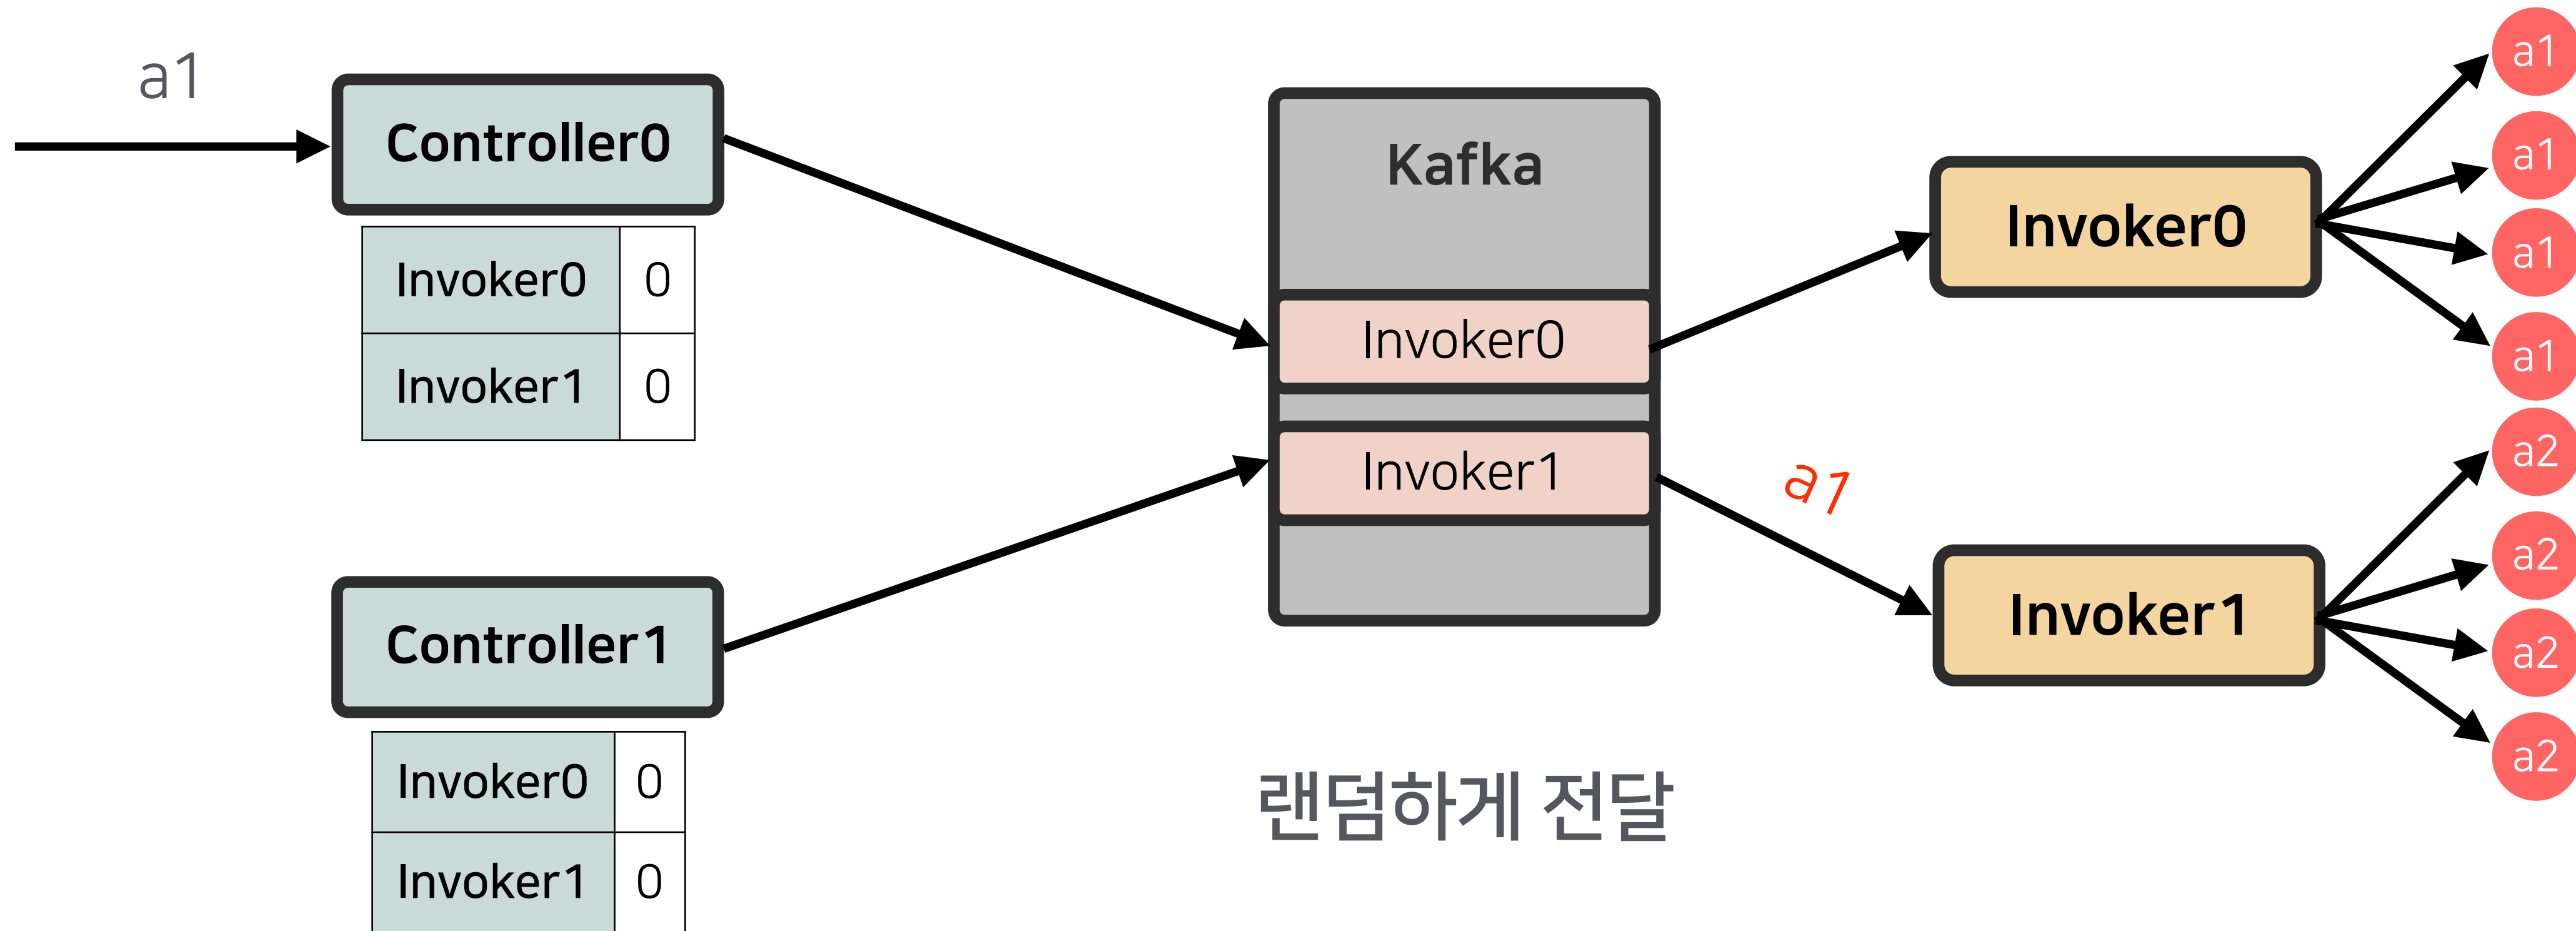 a1
Controller0
Invoker0 0
Invoker1 0
Controller1
Invoker0 0
Invoker1 0
Kafka
Invoker0
Invoker1
랜덤하게 전달
a1
Invoker0
Invoker1
a1
a1
a1
a1
a2
a2
a2
a2